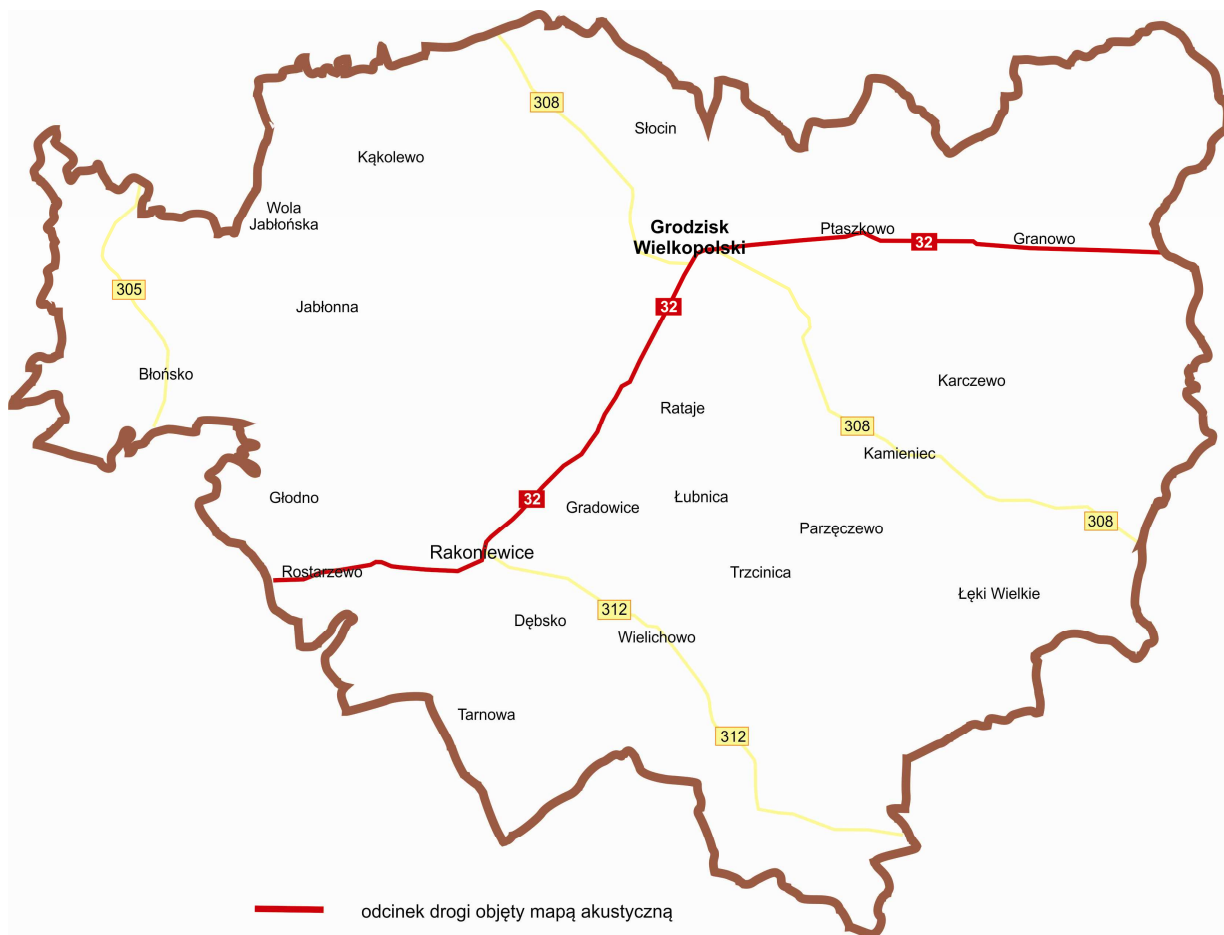 308
Słocin
Kąkolewo
Wola
Jabłońska
Grodzisk
Wielkopolski
Ptaszkowo
32
Granowo
305
Jabłonna
32
Błońsko
Karczewo
Rataje
308
Kamieniec
Głodno
32
Gradowice
Łubnica
Parzęczewo
308
Rakoniewice
Rostarzewo
Trzcinica
Łęki Wielkie
312
Dębsko
Wielichowo
Tarnowa
312
odcinek drogi objęty mapą akustyczną